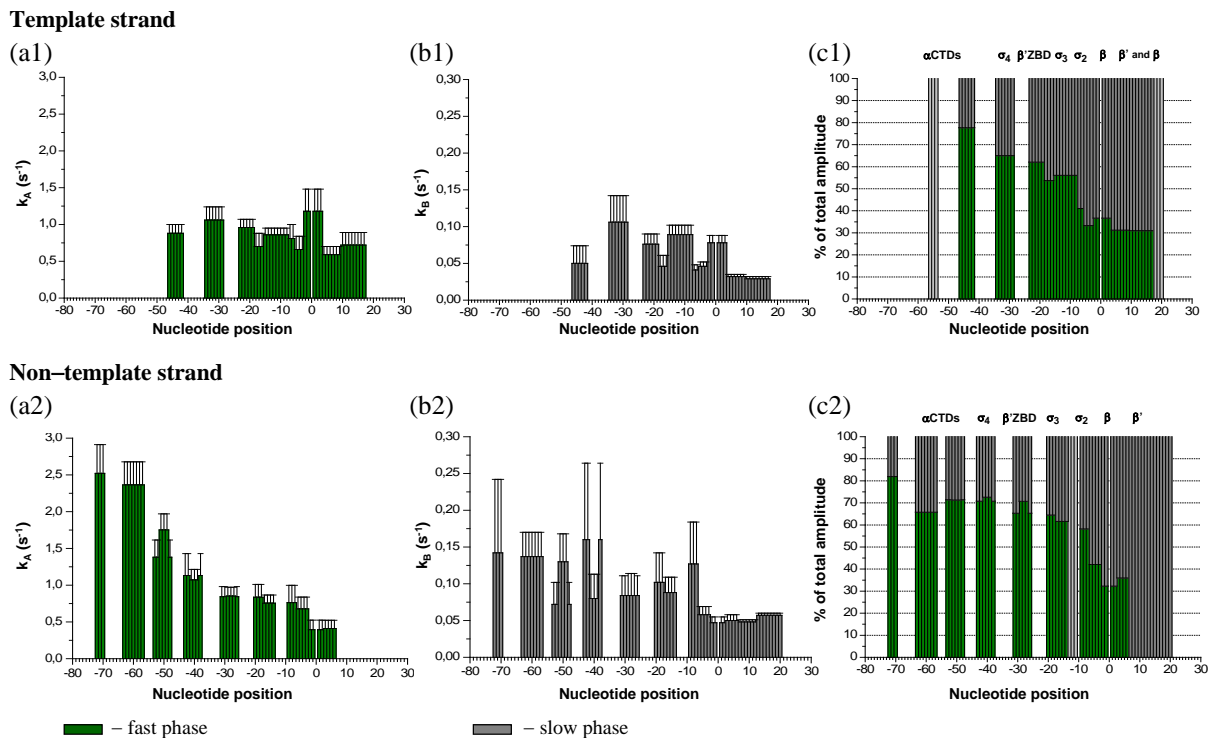 Template strand
(a1)
(b1)
(c1)
αCTDs σ4 β'ZBD σ3 σ2 β β' and β
3,0
2,5
2,0
1,5
1,0
0,5
0,0
kA (s-1)
-80 -70 -60 -50 -40 -30 -20 -10 0 10 20 30
Nucleotide position
0,30
0,25
0,20
0,15
0,10
0,05
0,00
kB (s-1)
-80 -70 -60 -50 -40 -30 -20 -10 0 10 20 30
Nucleotide position
100
90
80
70
60
50
40
30
20
10
0
% of total amplitude
-80 -70 -60 -50 -40 -30 -20 -10 0 10 20 30
Nucleotide position
Non–template strand
(a2)
(b2)
(c2)
αCTDs σ4 β'ZBD σ3 σ2 β β'
3,0
2,5
2,0
1,5
1,0
0,5
0,0
kA (s-1)
-80 -70 -60 -50 -40 -30 -20 -10 0 10 20 30
Nucleotide position
0,30
0,25
0,20
0,15
0,10
0,05
0,00
kB (s-1)
-80 -70 -60 -50 -40 -30 -20 -10 0 10 20 30
Nucleotide position
100
90
80
70
60
50
40
30
20
10
0
% of total amplitude
-80 -70 -60 -50 -40 -30 -20 -10 0 10 20 30
Nucleotide position
– fast phase
– slow phase